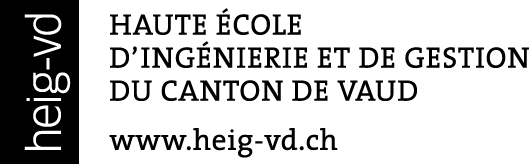 heig-vd
HAUTE ÉCOLE
D’INGÉNIERIE ET DE GESTION
DU CANTON DE VAUD
www.heig-vd.ch